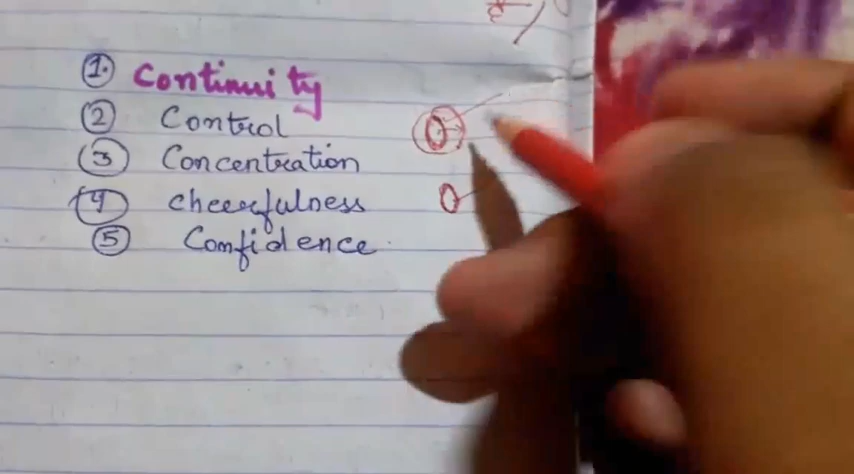 1. Continuity
2 Control
3 Concentration
4 cheerfulness
5 Confidence